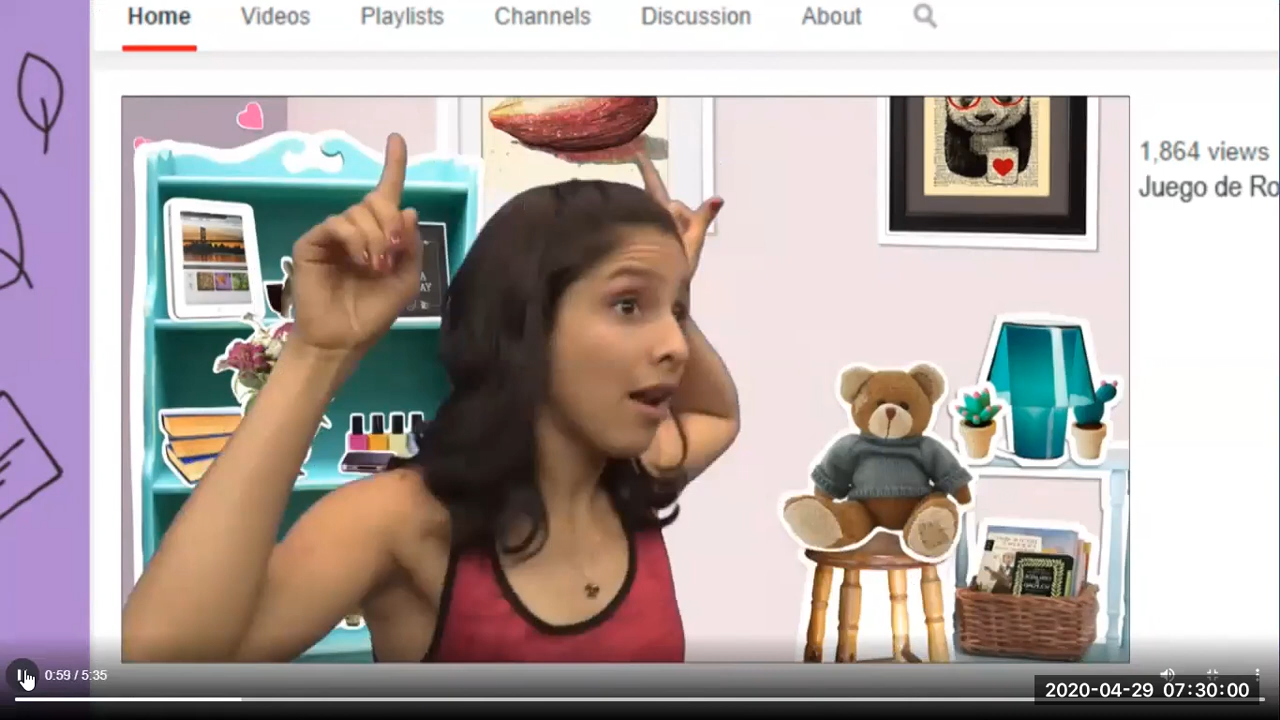 Home Videos Playlists Channels Discussion About
1,864 views
Juego de Ro
0:59 / 5:35
2020-04-29 07:30:00